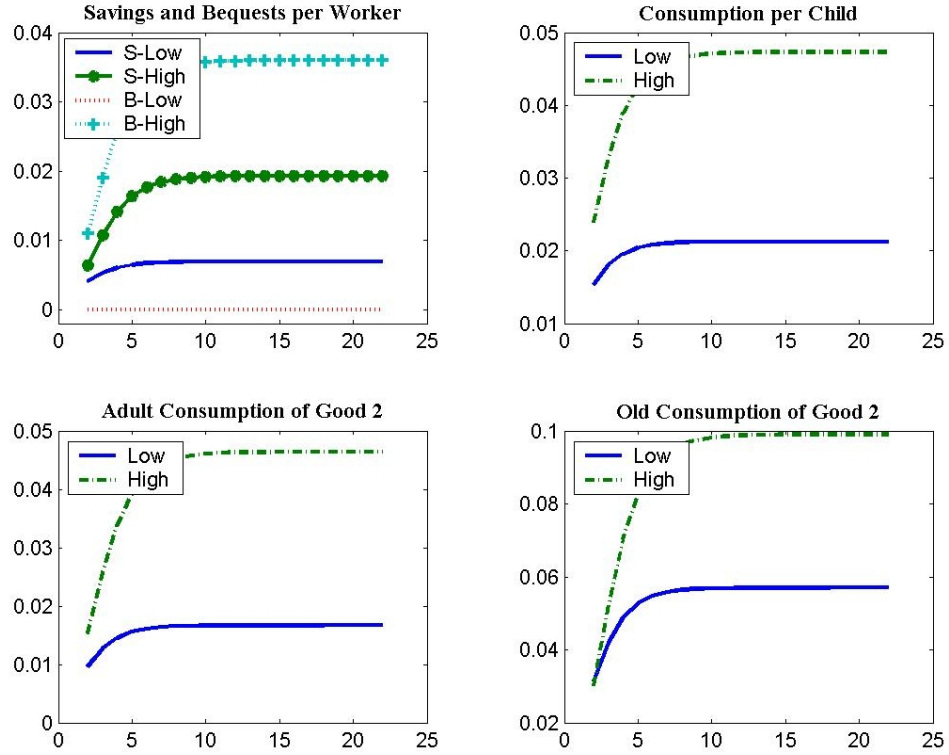 Savings and Bequests per Worker
0.04
0.03
0.02
0.01
0
S-Low
S-High
B-Low
B-High
0 5 10 15 20 25
Consumption per Child
0.05
0.04
0.03
0.02
0.01
Low
High
0 5 10 15 20 25
Adult Consumption of Good 2
0.05
0.04
0.03
0.02
0.01
0
Low
High
0 5 10 15 20 25
Old Consumption of Good 2
0.1
0.08
0.06
0.04
0.02
Low
High
0 5 10 15 20 25